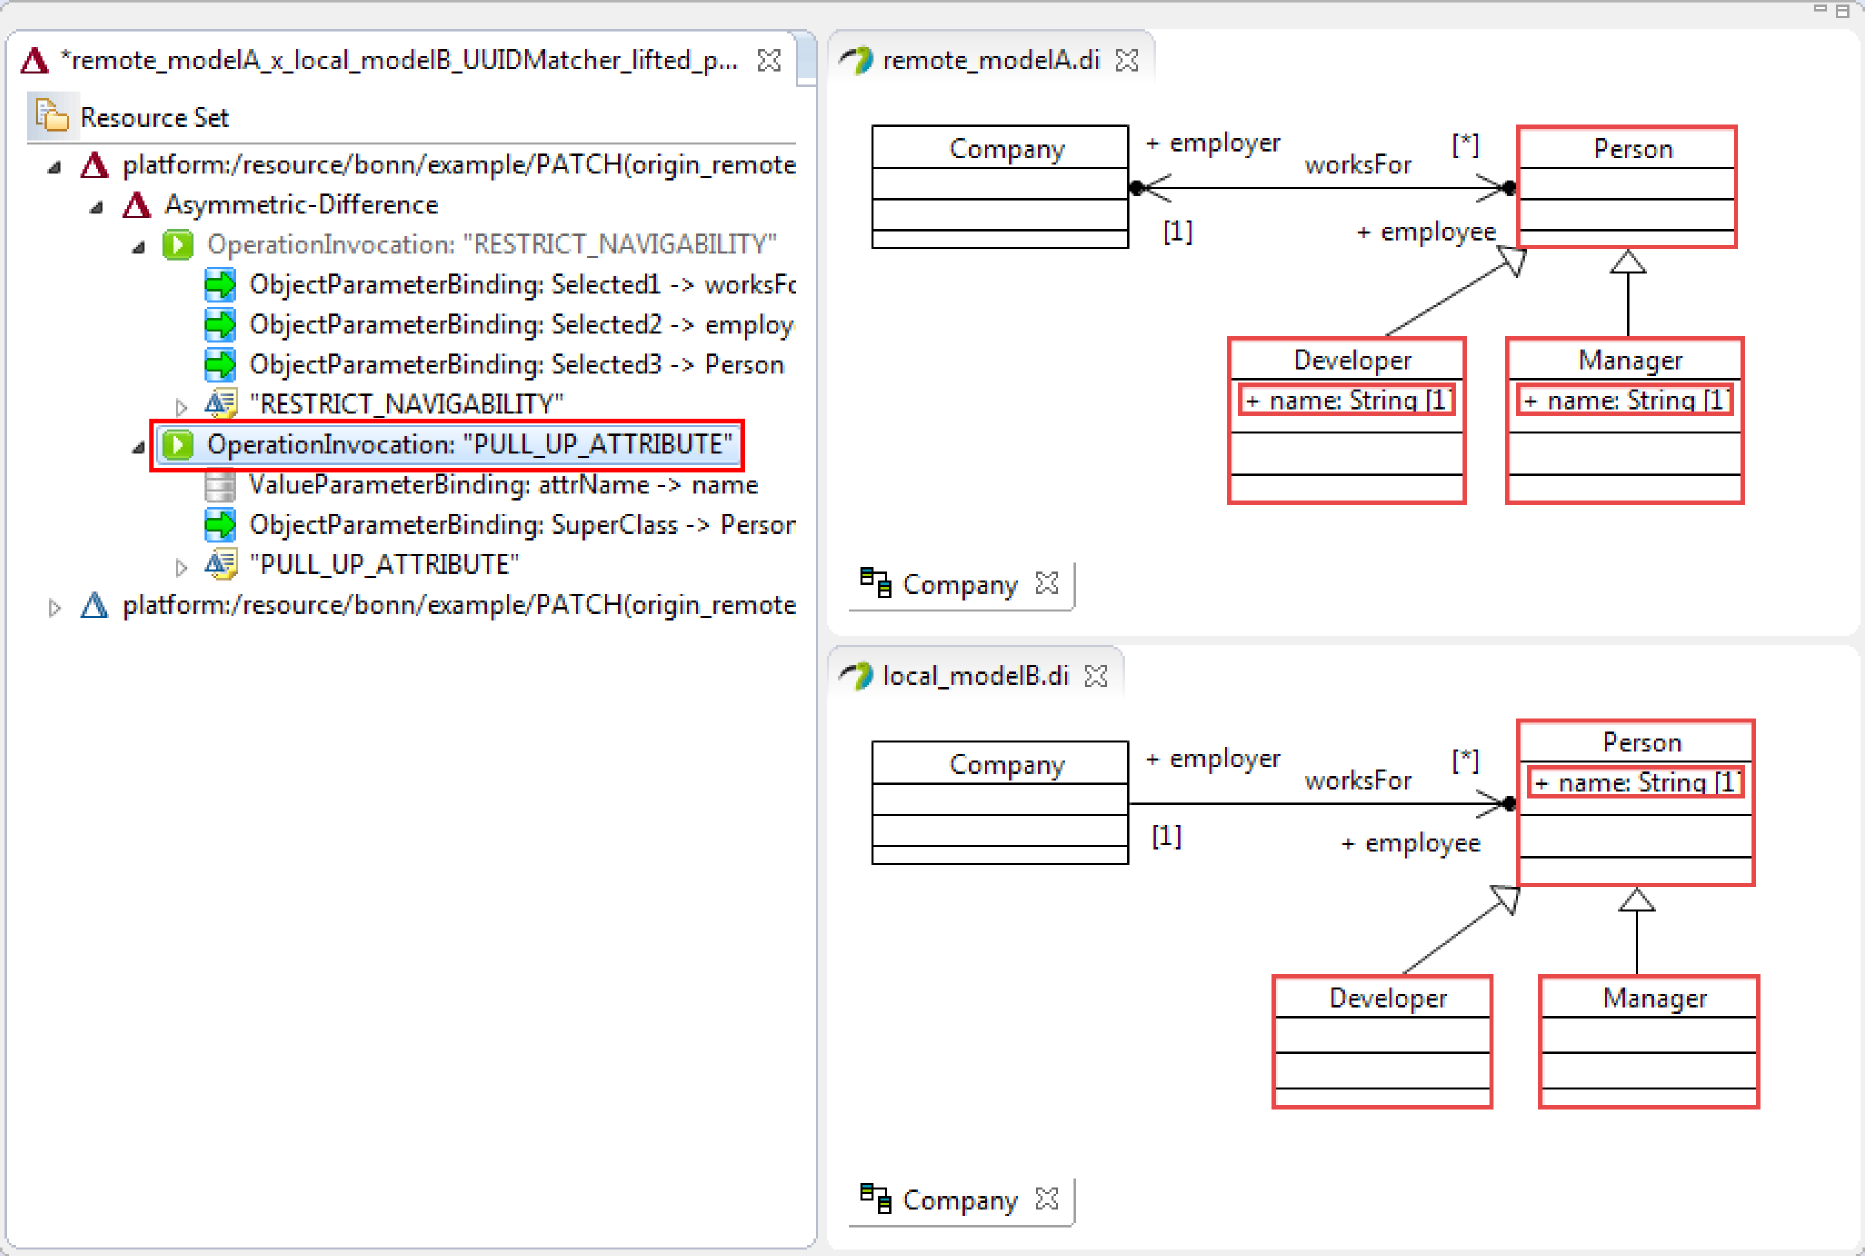 *remote_modelA_x_local_modelB_UUIDMatcher_lifted_p...
Resource Set
platform:/resource/bonn/example/PATCH(origin_remote
Asymmetric-Difference
OperationInvocation: "RESTRICT_NAVIGABILITY"
ObjectParameterBinding: Selected1 -> worksFo
ObjectParameterBinding: Selected2 -> employ
ObjectParameterBinding: Selected3 -> Person
"RESTRICT_NAVIGABILITY"
OperationInvocation: "PULL_UP_ATTRIBUTE"
ValueParameterBinding: attrName -> name
ObjectParameterBinding: SuperClass -> Person
"PULL_UP_ATTRIBUTE"
platform:/resource/bonn/example/PATCH(origin_remote
remote_modelA.di
Company
+ employer
worksFor
[*]
Person
[1]
+ employee
Developer
+ name: String [1]
Manager
+ name: String [1]
Company
local_modelB.di
Company
+ employer
worksFor
[*]
Person
+ name: String [1]
[1]
+ employee
Developer
Manager
Company